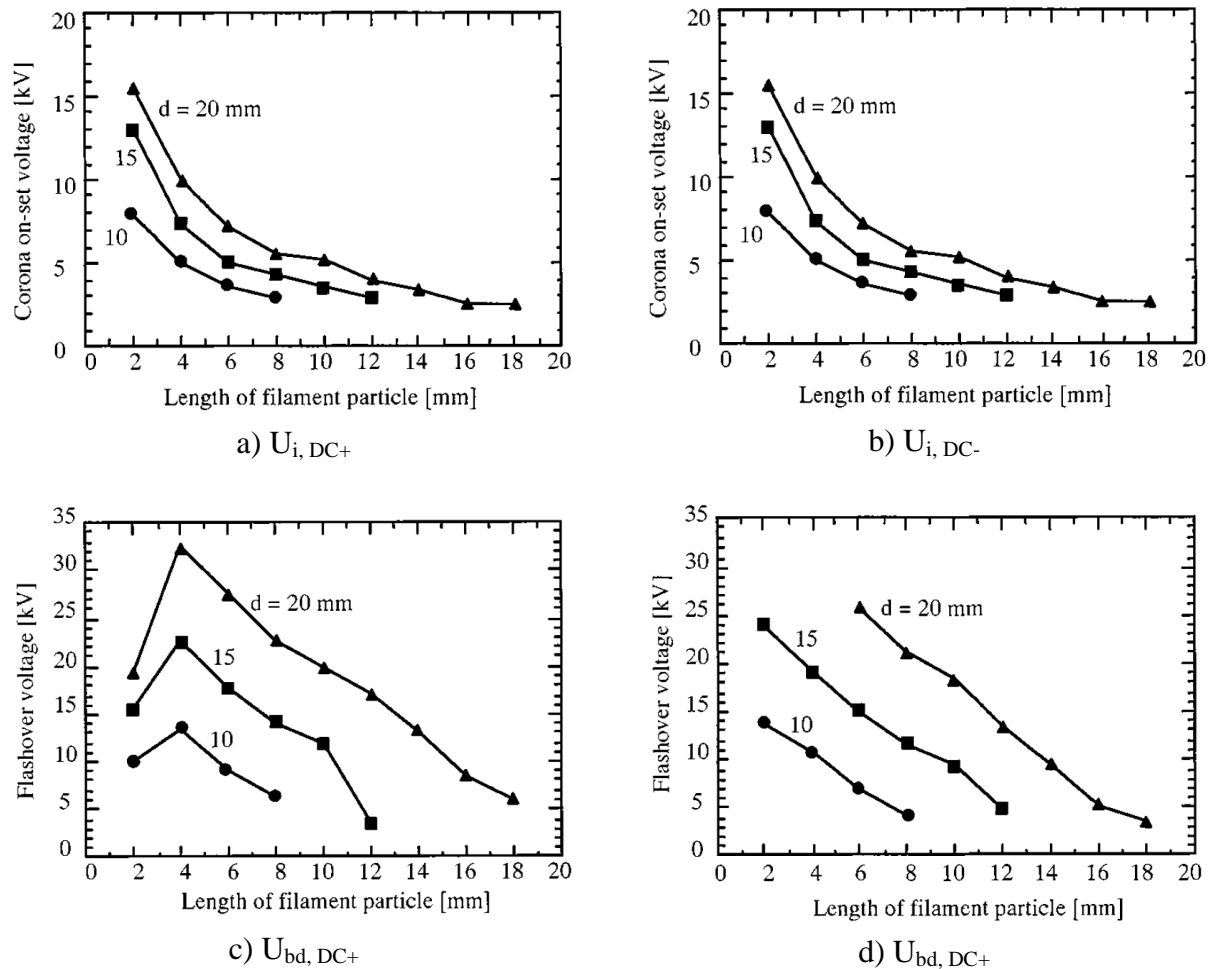 20
15
10
5
0
Corona on-set voltage [kV]
d = 20 mm
15
10
0 2 4 6 8 10 12 14 16 18 20
Length of filament particle [mm]
a) U_{i, DC+}
20
15
10
5
0
Corona on-set voltage [kV]
d = 20 mm
15
10
0 2 4 6 8 10 12 14 16 18 20
Length of filament particle [mm]
b) U_{i, DC-}
35
30
25
20
15
10
5
0
Flashover voltage [kV]
d = 20 mm
15
10
0 2 4 6 8 10 12 14 16 18 20
Length of filament particle [mm]
c) U_{bd, DC+}
35
30
25
20
15
10
5
0
Flashover voltage [kV]
d = 20 mm
15
10
0 2 4 6 8 10 12 14 16 18 20
Length of filament particle [mm]
d) U_{bd, DC+}